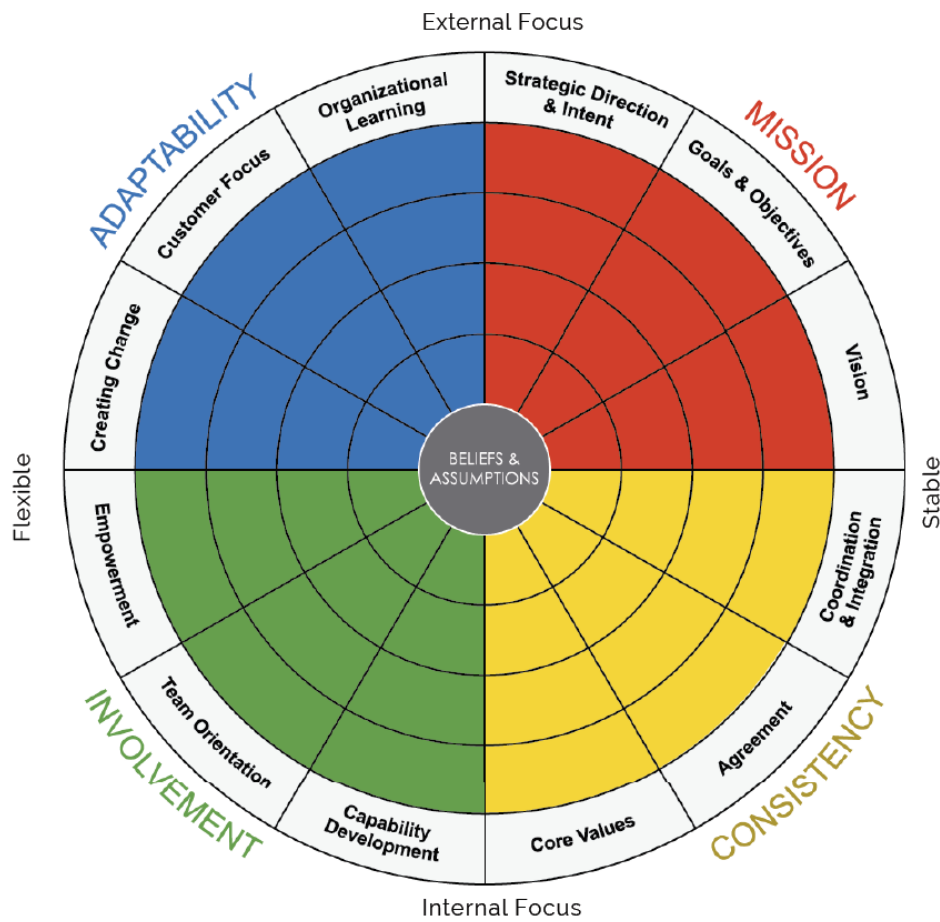 External Focus
ADAPTABILITY
MISSION
Organizational
Learning
Strategic Direction
& Intent
Customer Focus
Goals & Objectives
Creating Change
Vision
BELIEFS &
ASSUMPTIONS
Flexible
Stable
Empowerment
Coordination
& Integration
Team Orientation
Agreement
Capability
Development
Core Values
INVOLVEMENT
CONSISTENCY
Internal Focus